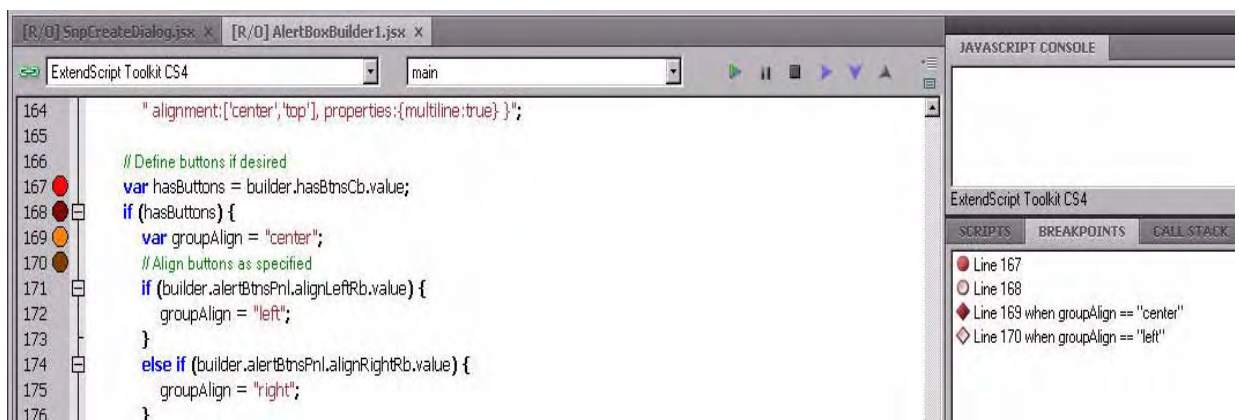 [R/O] SnpCreateDialog.jsx × [R/O] AlertBoxBuilder1.jsx ×
ExtendScript Toolkit CS4 main
164 " alignment:['center','top'], properties:{multiline:true} }";
165
166 // Define buttons if desired
167 var hasButtons = builder.hasBtnsCb.value;
168 if (hasButtons) {
169 var groupAlign = "center";
170 // Align buttons as specified
171 if (builder.alertBtnsPnl.alignLeftRb.value) {
172 groupAlign = "left";
173 }
174 else if (builder.alertBtnsPnl.alignRightRb.value) {
175 groupAlign = "right";
176 }
JAVASCRIPT CONSOLE
ExtendScript Toolkit CS4
SCRIPTS BREAKPOINTS CALL STACK
Line 167
Line 168
Line 169 when groupAlign == "center"
Line 170 when groupAlign == "left"